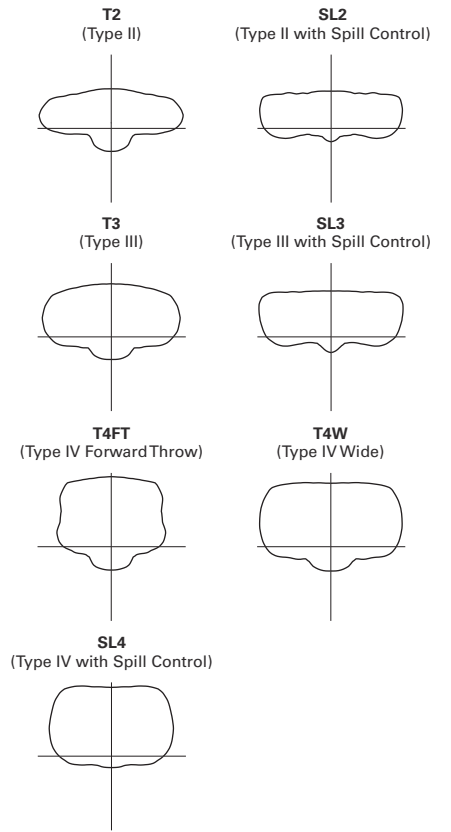 T2
(Type II)
SL2
(Type II with Spill Control)
T3
(Type III)
SL3
(Type III with Spill Control)
T4FT
(Type IV Forward Throw)
T4W
(Type IV Wide)
SL4
(Type IV with Spill Control)